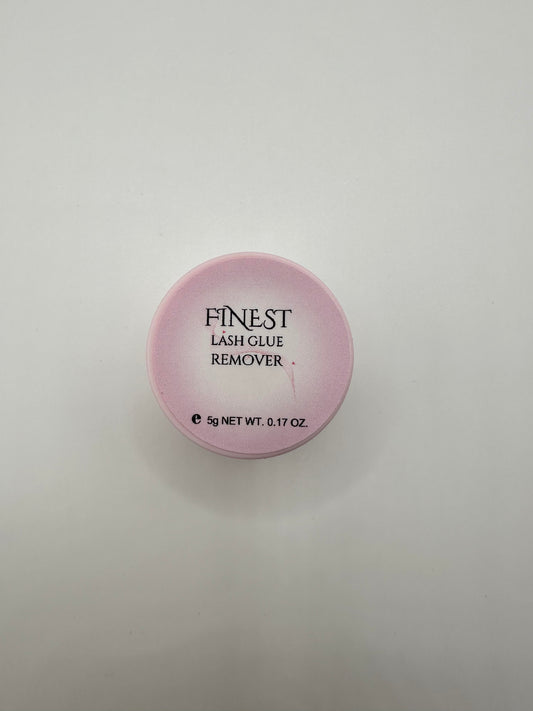 FINEST
LASH GLUE
REMOVER
℮ 5g NET WT. 0.17 OZ.